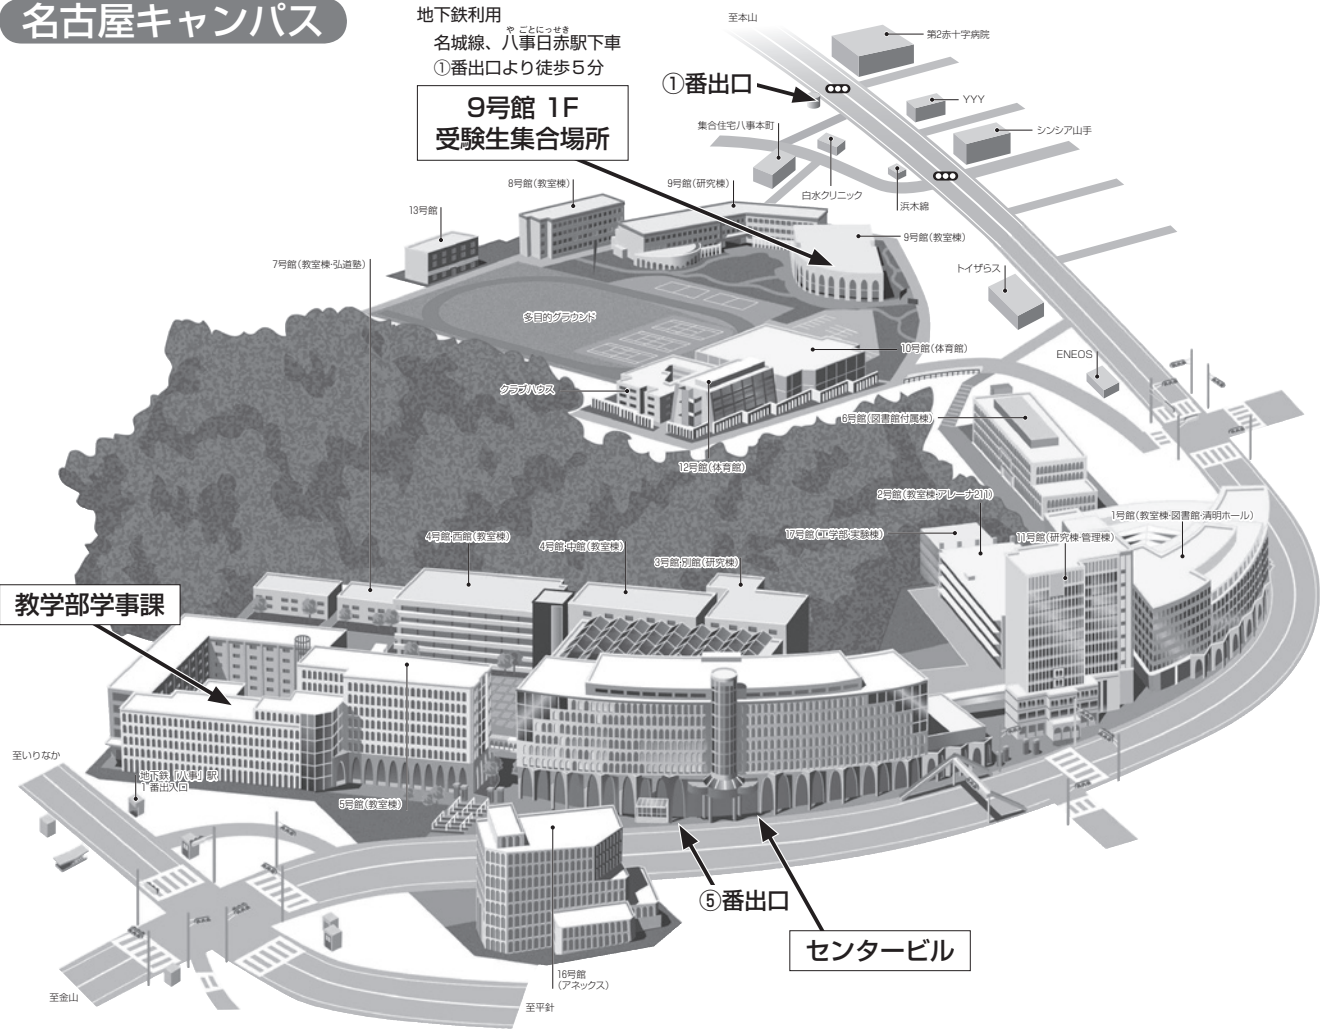 名古屋キャンパス
地下鉄利用
やごとにっせき
名城線、八事日赤駅下車
①番出口より徒歩5分
9号館 1F
受験生集合場所
至本山
第2赤十字病院
①番出口
YYY
集合住宅八事本町
シンシア山手
白水クリニック
浜木綿
8号館(教室棟)
9号館(研究棟)
13号館
9号館(教室棟)
7号館(教室棟・弘道塾)
トイザらス
多目的グラウンド
10号館(体育館)
ENEOS
クラブハウス
6号館(図書館付属棟)
12号館(体育館)
2号館(教室棟・アレーナ211)
1号館(教室棟・図書館・清明ホール)
17号館(工学部・実験棟)
11号館(研究棟・管理棟)
4号館・西館(教室棟)
4号館・中館(教室棟)
3号館・別館(研究棟)
教学部学事課
至いりなか
地下鉄「八事」駅
1番出入口
5号館(教室棟)
⑤番出口
センタービル
16号館
(アネックス)
至金山
至平針